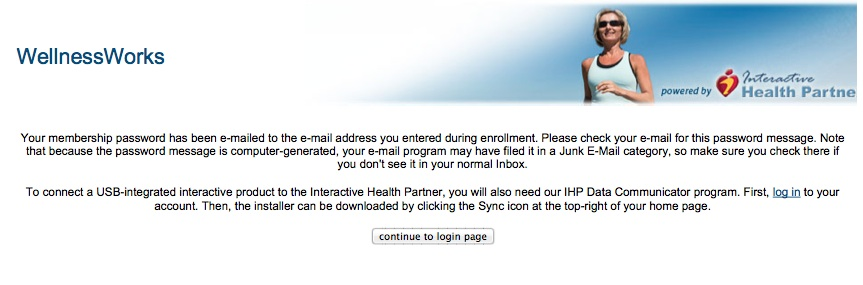 WellnessWorks
powered by
Interactive
Health Partne
Your membership password has been e-mailed to the e-mail address you entered during enrollment. Please check your e-mail for this password message. Note
that because the password message is computer-generated, your e-mail program may have filed it in a Junk E-Mail category, so make sure you check there if
you don't see it in your normal Inbox.
To connect a USB-integrated interactive product to the Interactive Health Partner, you will also need our IHP Data Communicator program. First, log in to your
account. Then, the installer can be downloaded by clicking the Sync icon at the top-right of your home page.
continue to login page